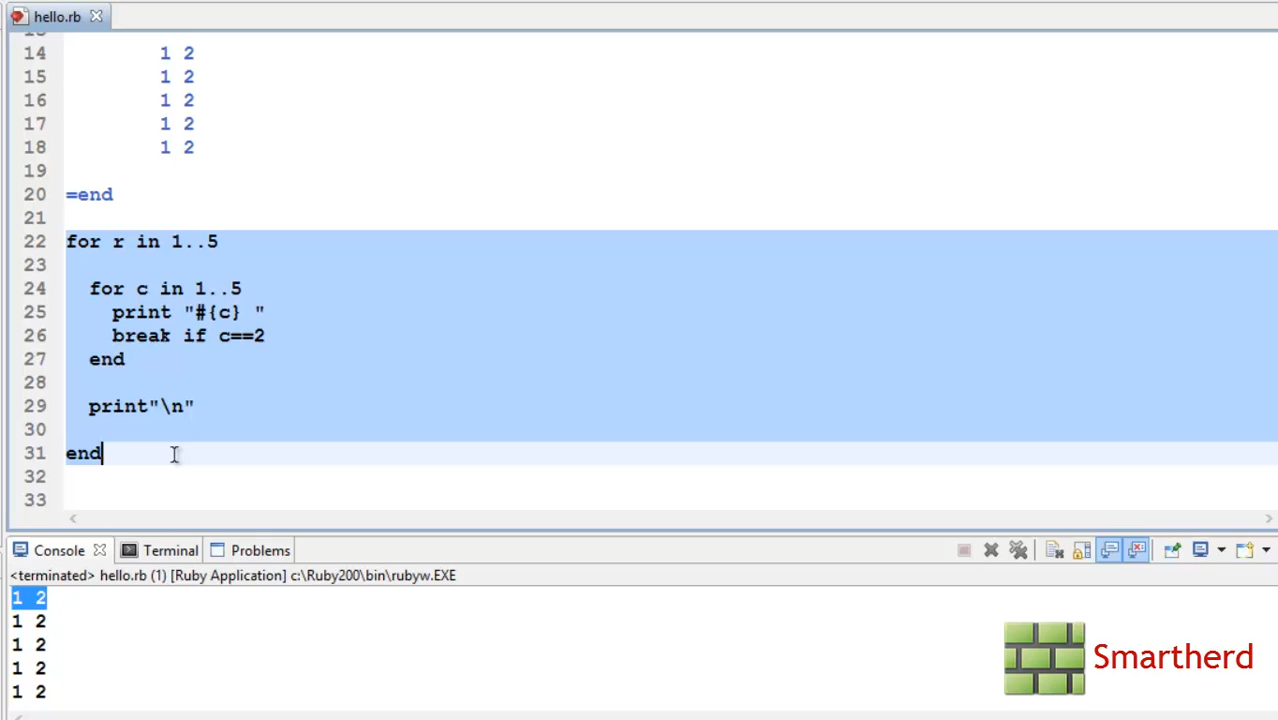 hello.rb
14 1 2
15 1 2
16 1 2
17 1 2
18 1 2
19
20 =end
21
22 for r in 1..5
23
24 for c in 1..5
25 print "#{c} "
26 break if c==2
27 end
28
29 print"\n"
30
31 end
32
33
Console Terminal Problems
<terminated> hello.rb (1) [Ruby Application] c:\Ruby200\bin\rubyw.EXE
1 2
1 2
1 2
1 2
1 2
Smartherd